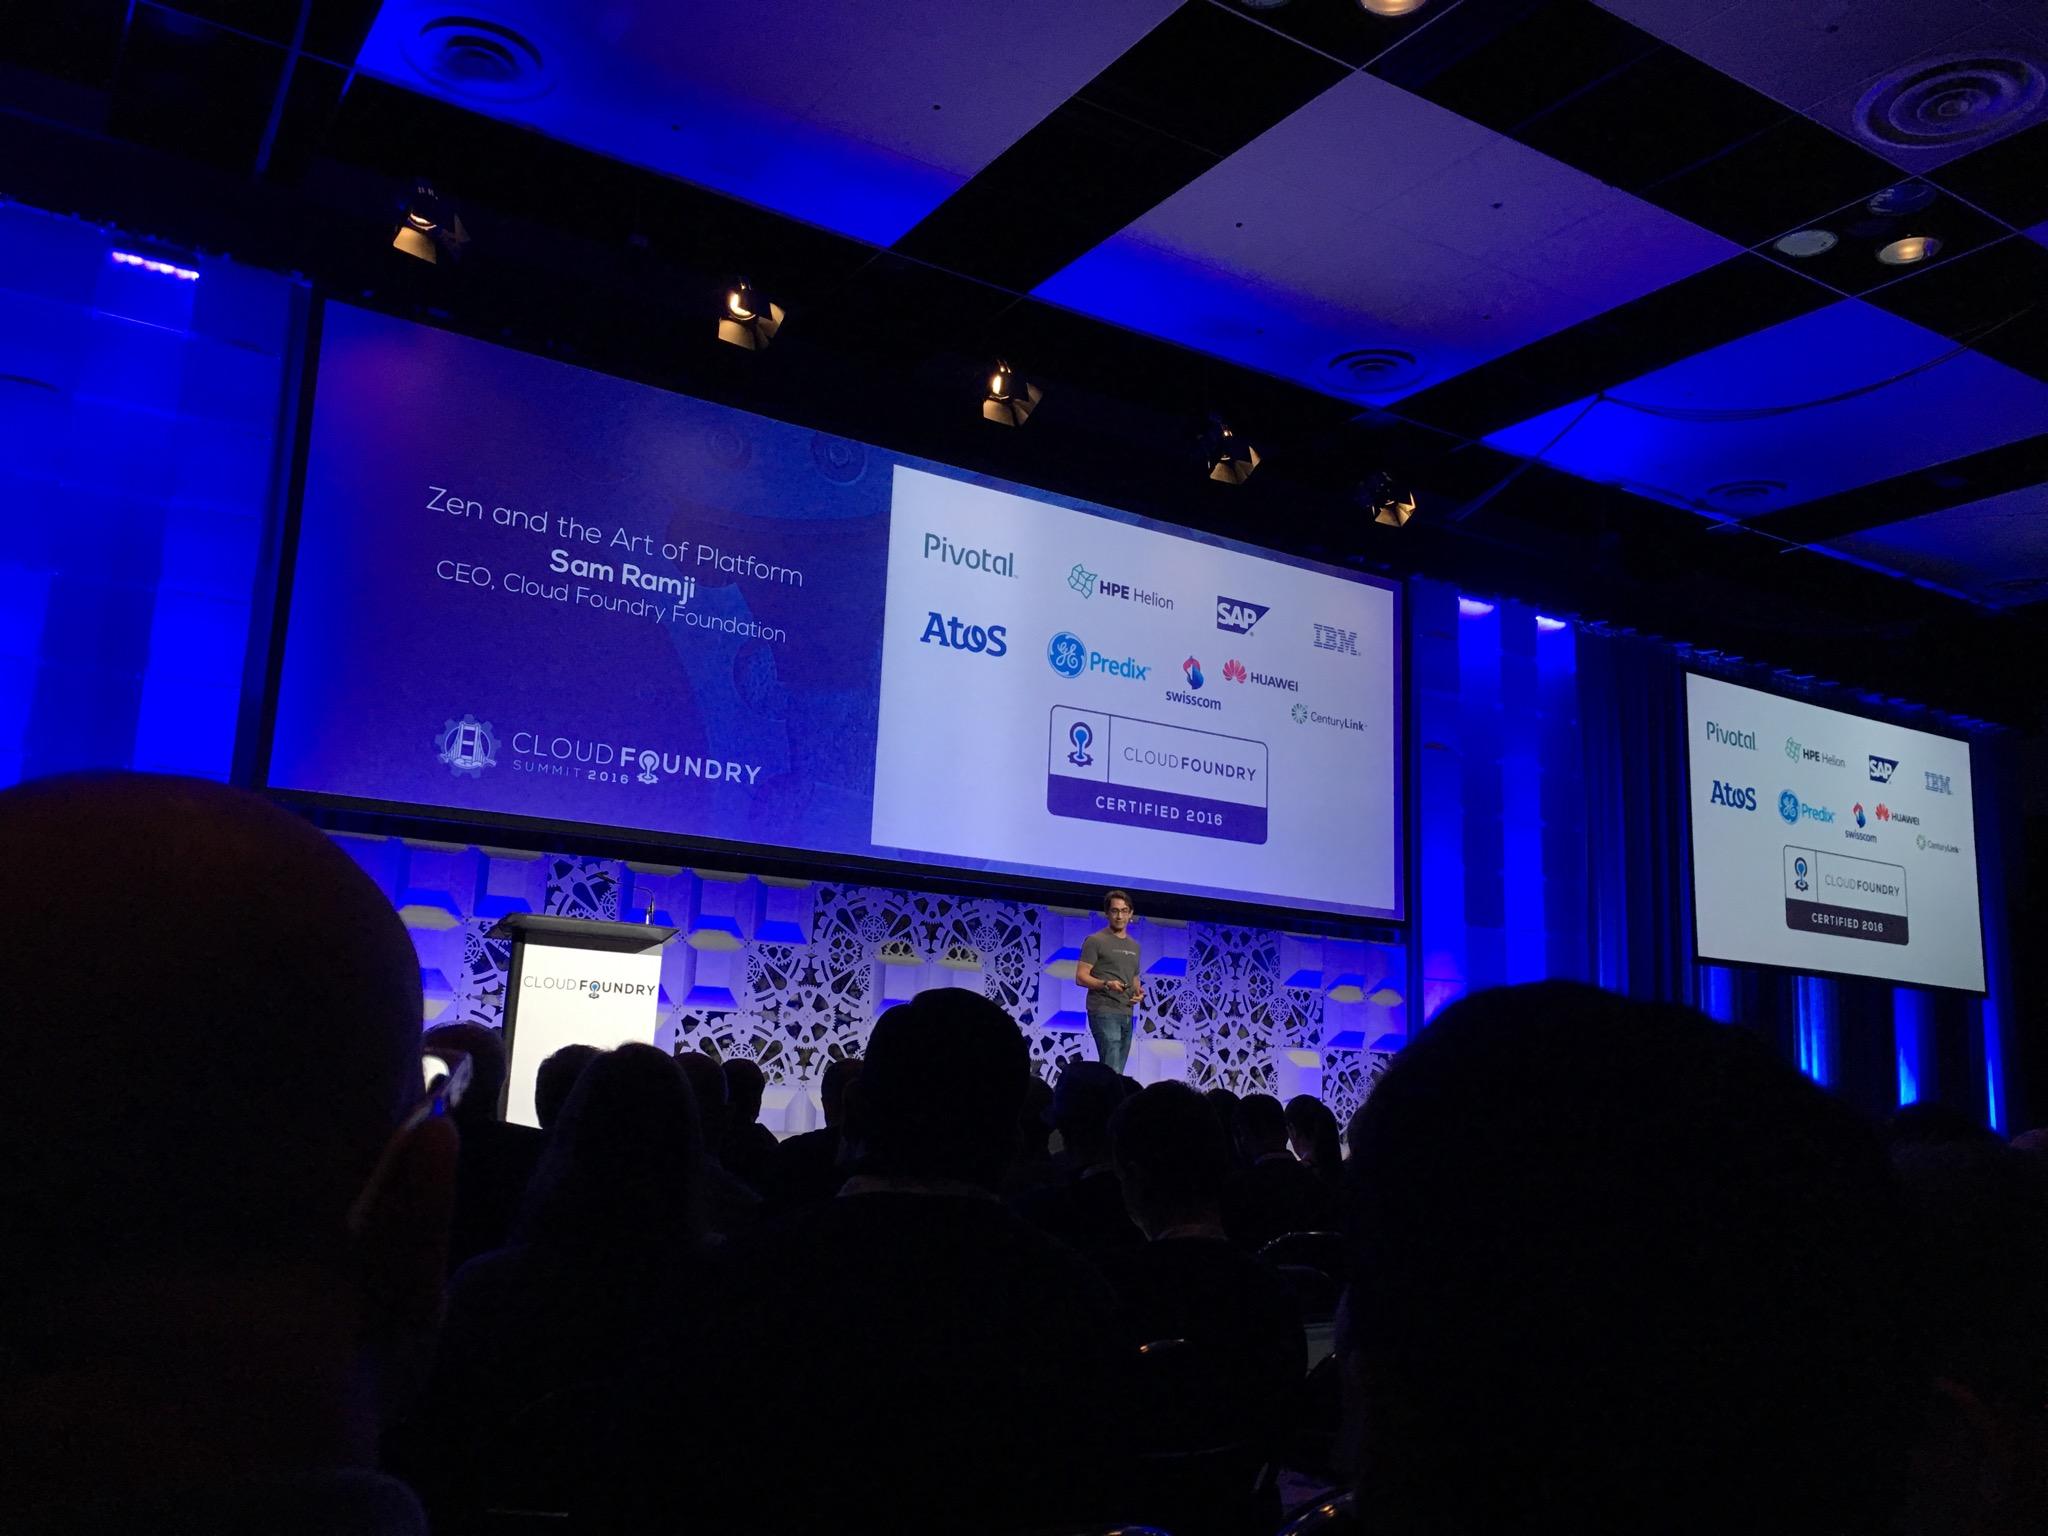 Zen and the Art of Platform
Sam Ramji
CEO, Cloud Foundry Foundation
CLOUD FOUNDRY
SUMMIT 2016
Pivotal
HPE Helion
SAP
IBM
Atos
GE Predix
swisscom
HUAWEI
CenturyLink
CLOUD FOUNDRY
CERTIFIED 2016
Pivotal
HPE Helion
SAP
IBM
Atos
GE Predix
swisscom
HUAWEI
CenturyLink
CLOUD FOUNDRY
CERTIFIED 2016
CLOUD FOUNDRY